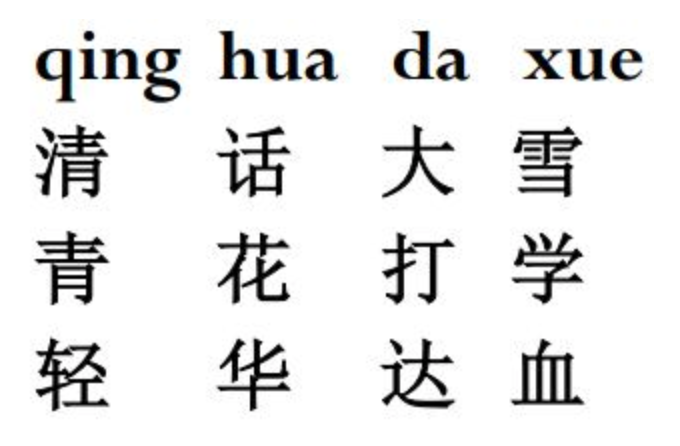 qing hua da xue
清 话 大 雪
青 花 打 学
轻 华 达 血